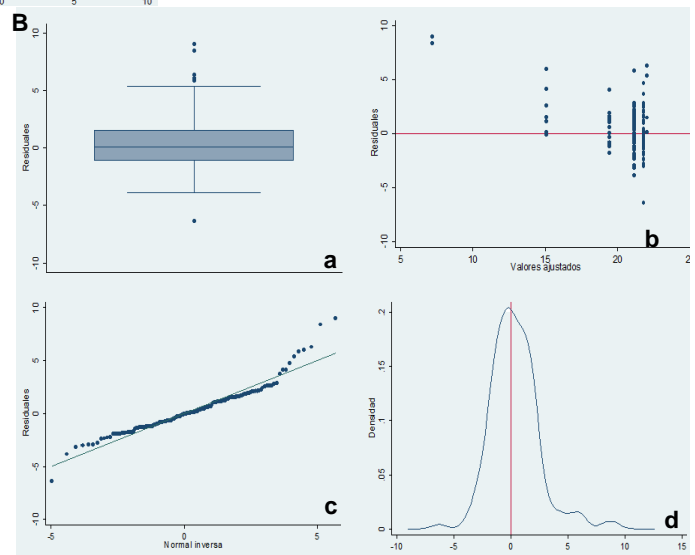 0 5 10
B
10
5
0
-5
-10
Residuales
a
10
5
0
-5
-10
Residuales
5 10 15 20
Valores ajustados
b
10
5
0
-5
-10
Residuales
-5 0 5
Normal inversa
c
.2
.15
.1
.05
0
Densidad
-10 -5 0 5 10 15
d